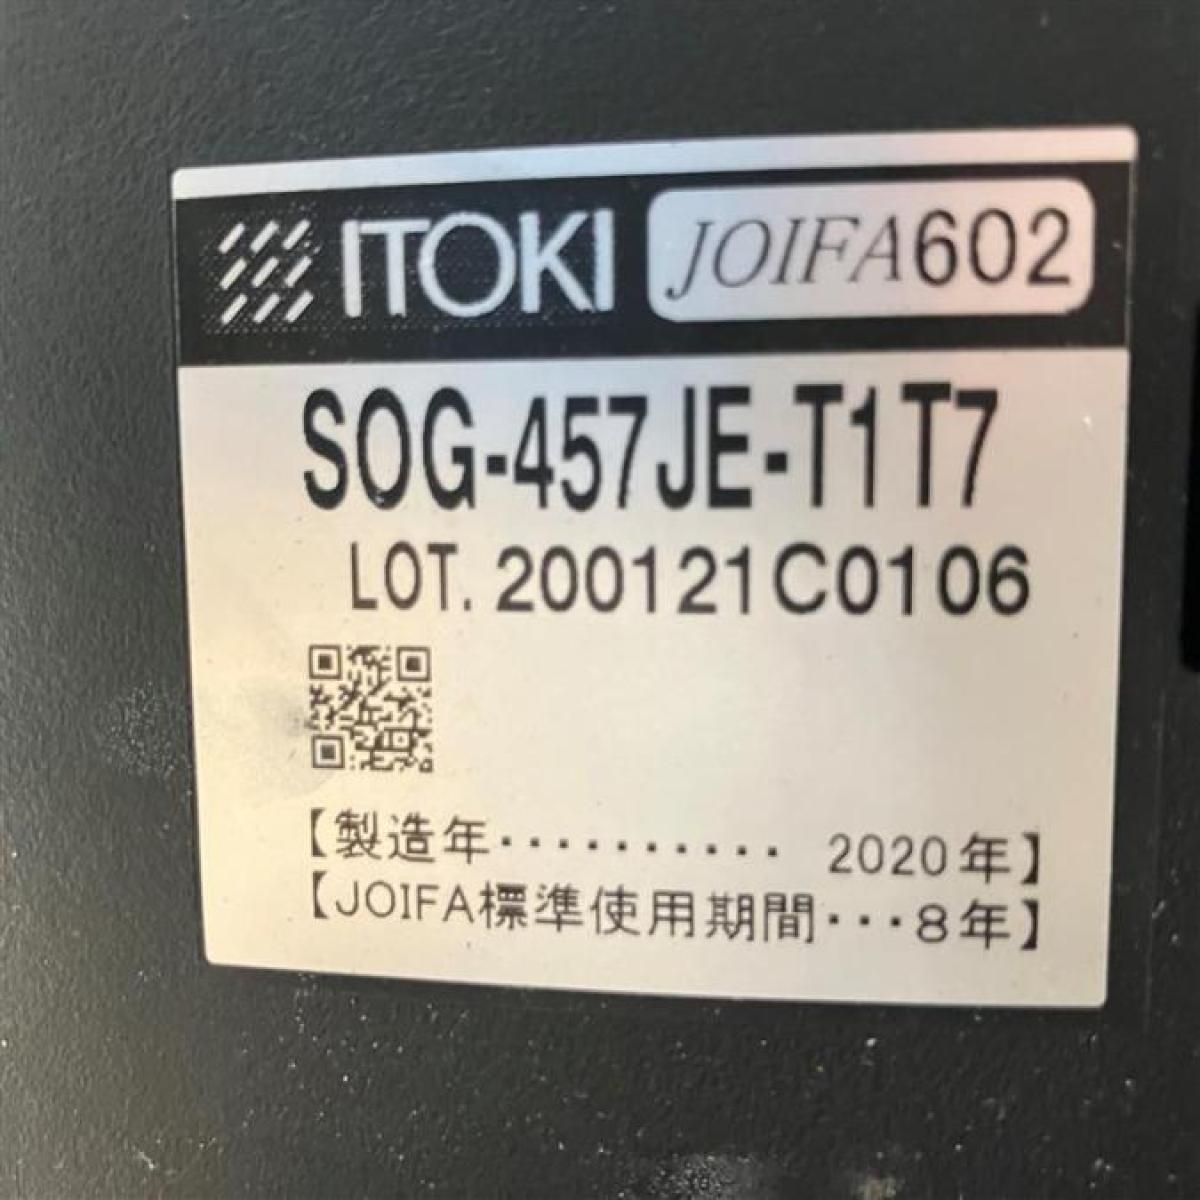 ITOKI JOIFA602
SOG-457JE-T1T7
LOT. 200121C0106
【製造年・・・・・・・・・・ 2020年】
【JOIFA標準使用期間・・・8年】